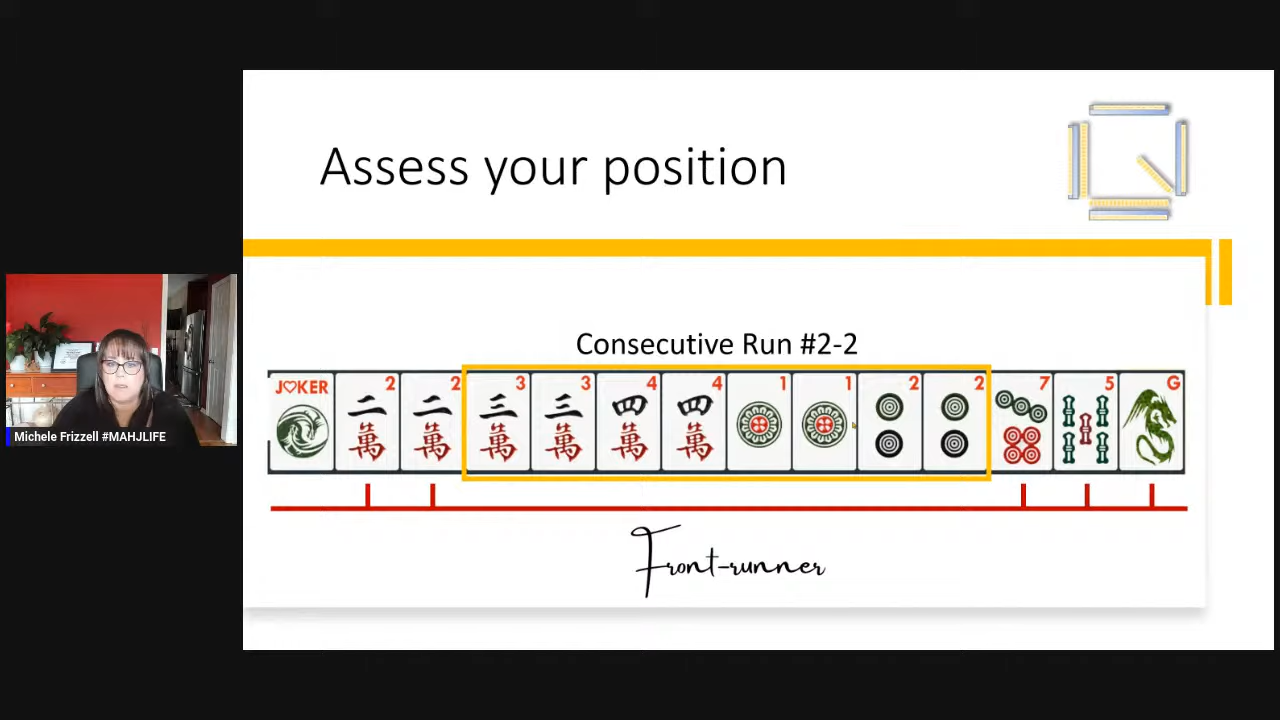 Assess your position
Consecutive Run #2-2
JOKER 2 2 3 3 4 4 1 1 2 2 7 5 G
二 二 三 三 四 四
萬 萬 萬 萬 萬 萬
Michele Frizzell #MAHJLIFE
Front-runner